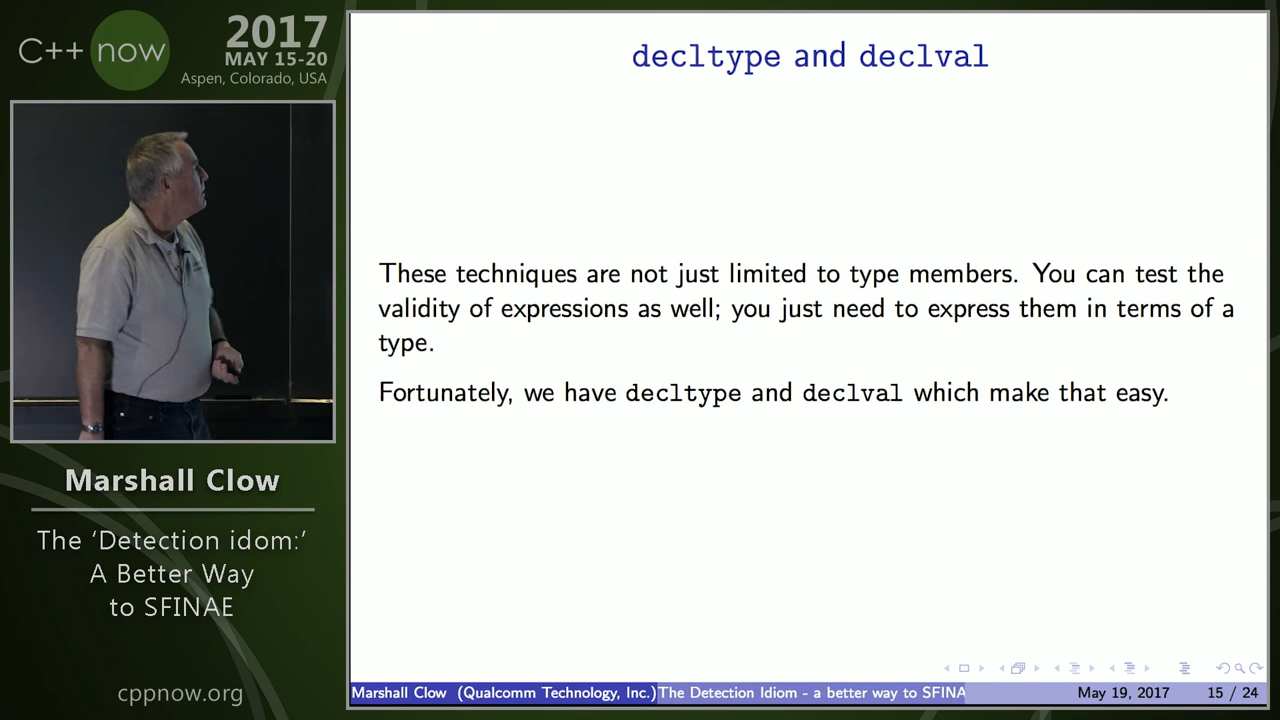 C++ now
2017
MAY 15-20
Aspen, Colorado, USA
Marshall Clow
The ‘Detection idom:’
A Better Way
to SFINAE
cppnow.org
decltype and declval
These techniques are not just limited to type members. You can test the
validity of expressions as well; you just need to express them in terms of a
type.
Fortunately, we have decltype and declval which make that easy.
Marshall Clow (Qualcomm Technology, Inc.) The Detection Idiom - a better way to SFINA May 19, 2017 15 / 24